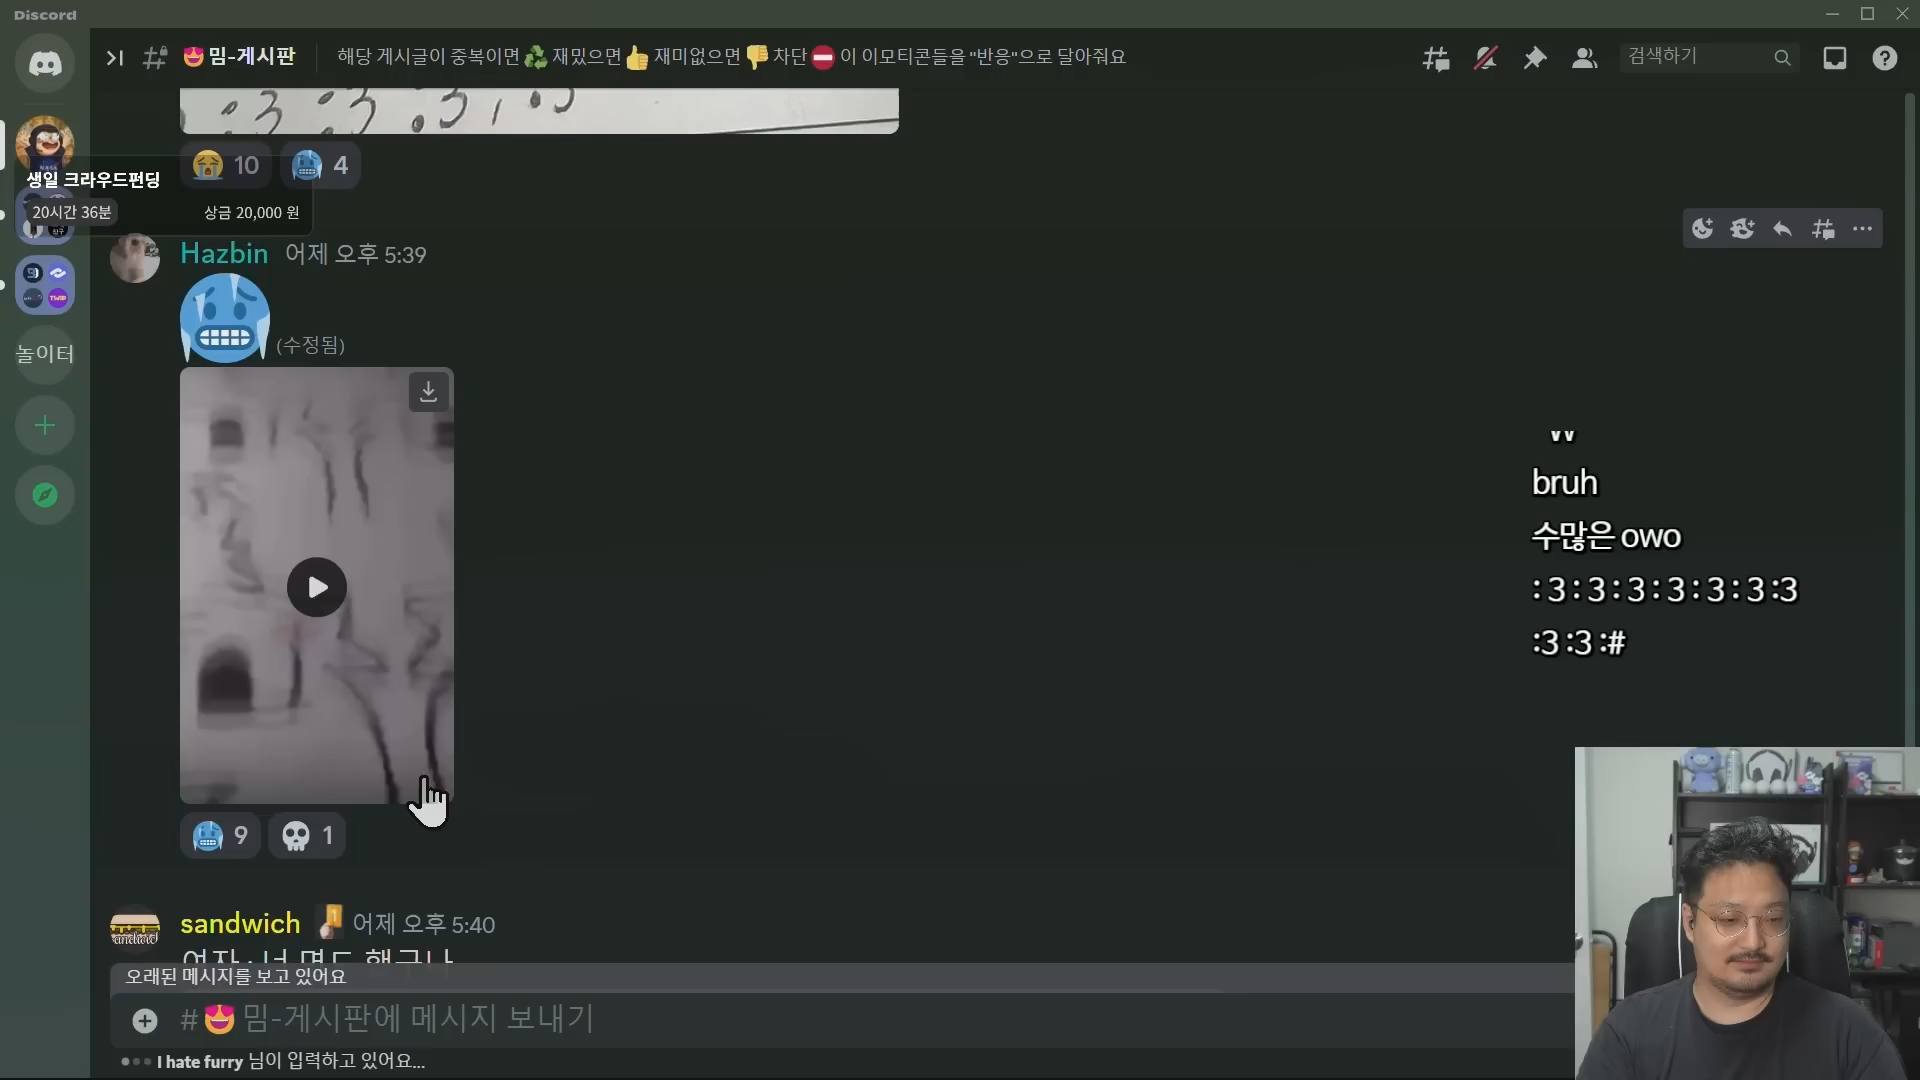 Discord
😍밈-게시판
해당 게시글이 중복이면♻️재밌으면👍재미없으면👎차단⛔이 이모티콘들을 "반응"으로 달아줘요
검색하기
:3 :3 :3, :3
10
4
생일 크라우드펀딩
20시간 36분
상금 20,000 원
Hazbin 어제 오후 5:39
(수정됨)
놀이터
TWIP
bruh
수많은 owo
:3:3:3:3:3:3:3
:3:3:#
9
1
sandwich 어제 오후 5:40
오래된 메시지를 보고 있어요
#😍밈-게시판에 메시지 보내기
I hate furry 님이 입력하고 있어요...